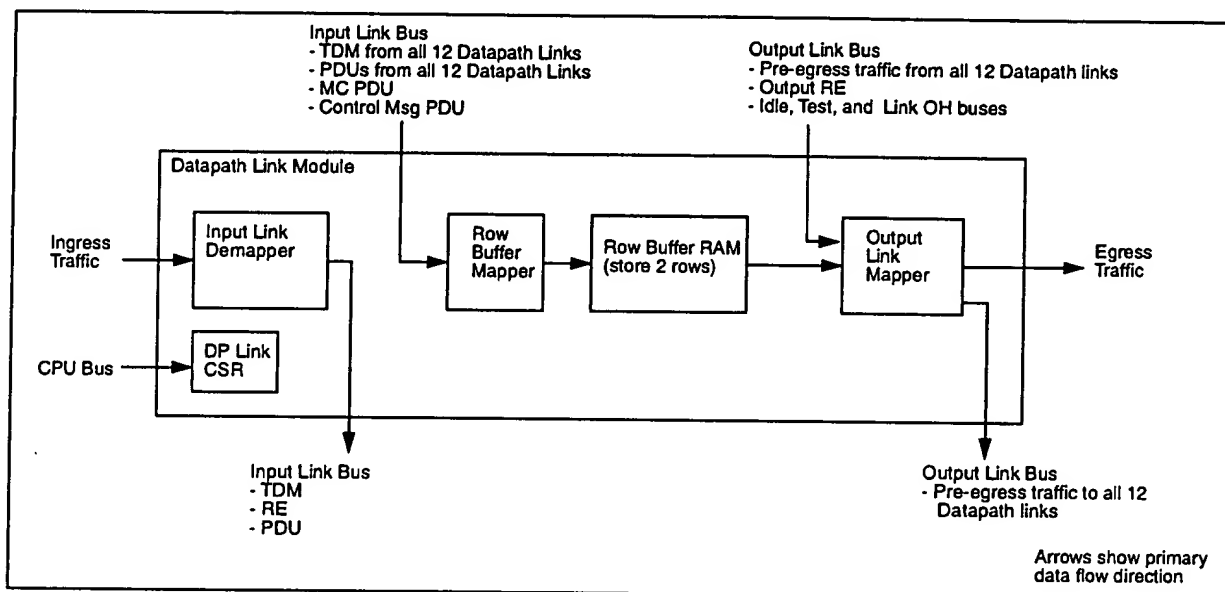 Input Link Bus
- TDM from all 12 Datapath Links
- PDUs from all 12 Datapath Links
- MC PDU
- Control Msg PDU
Output Link Bus
- Pre-egress traffic from all 12 Datapath links
- Output RE
- Idle, Test, and Link OH buses
Datapath Link Module
Ingress
Traffic
Input Link
Demapper
Row
Buffer
Mapper
Row Buffer RAM
(store 2 rows)
Output
Link
Mapper
Egress
Traffic
CPU Bus
DP Link
CSR
Input Link Bus
- TDM
- RE
- PDU
Output Link Bus
- Pre-egress traffic to all 12
Datapath links
Arrows show primary
data flow direction